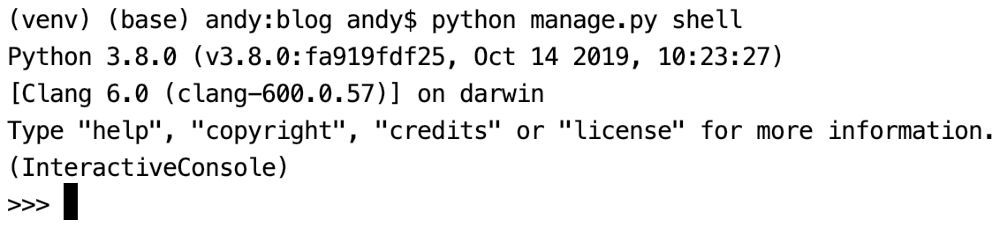 (venv) (base) andy:blog andy$ python manage.py shell
Python 3.8.0 (v3.8.0:fa919fdf25, Oct 14 2019, 10:23:27)
[Clang 6.0 (clang-600.0.57)] on darwin
Type "help", "copyright", "credits" or "license" for more information.
(InteractiveConsole)
>>>